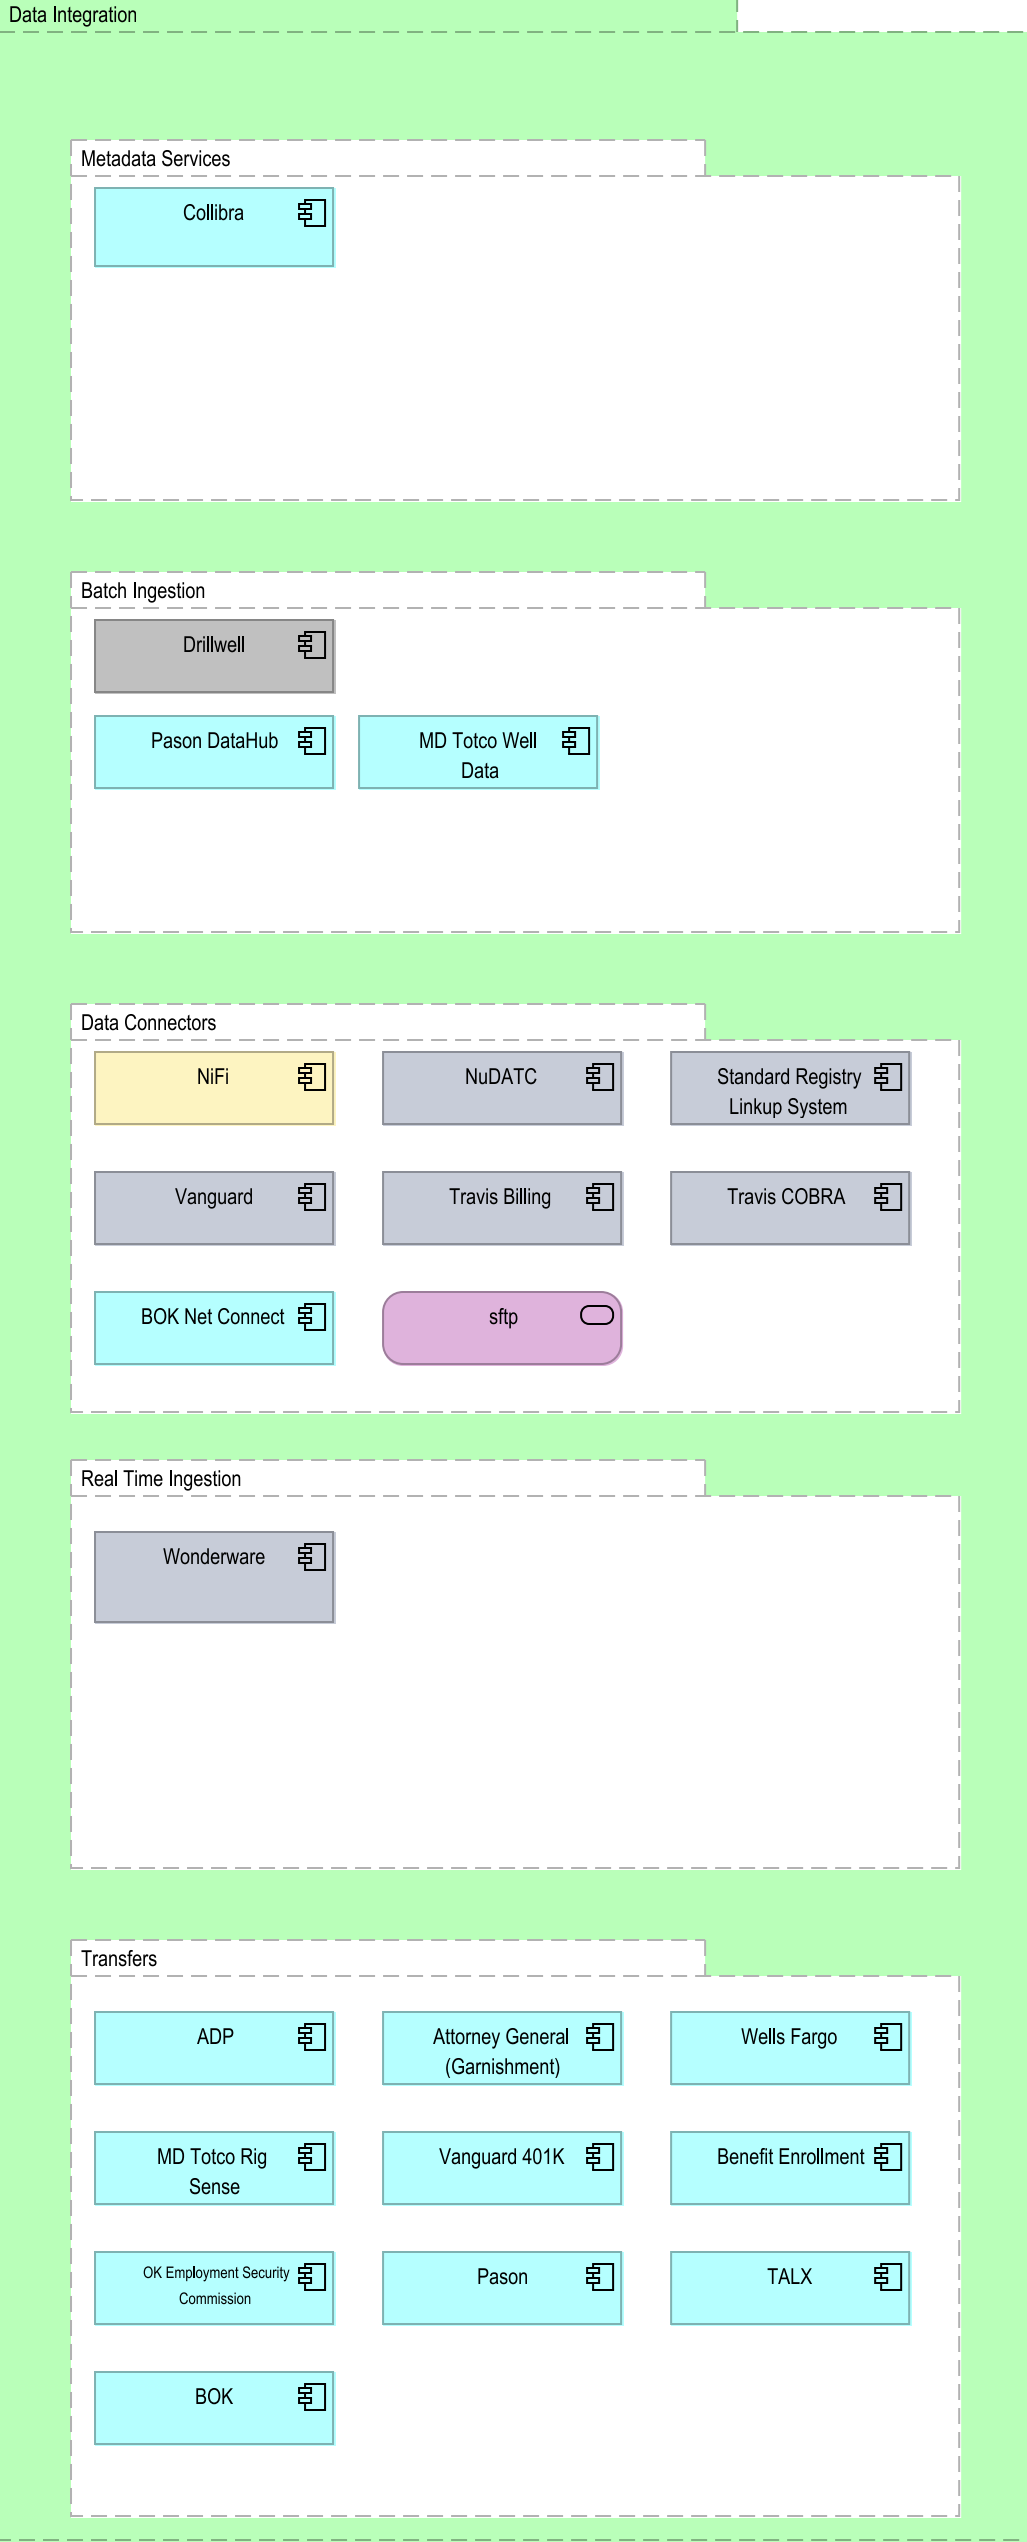 Data Integration
Metadata Services
Collibra
Batch Ingestion
Drillwell
Pason DataHub
MD Totco Well
Data
Data Connectors
NiFi
NuDATC
Standard Registry
Linkup System
Vanguard
Travis Billing
Travis COBRA
BOK Net Connect
sftp
Real Time Ingestion
Wonderware
Transfers
ADP
Attorney General
(Garnishment)
Wells Fargo
MD Totco Rig
Sense
Vanguard 401K
Benefit Enrollment
OK Employment Security
Commission
Pason
TALX
BOK